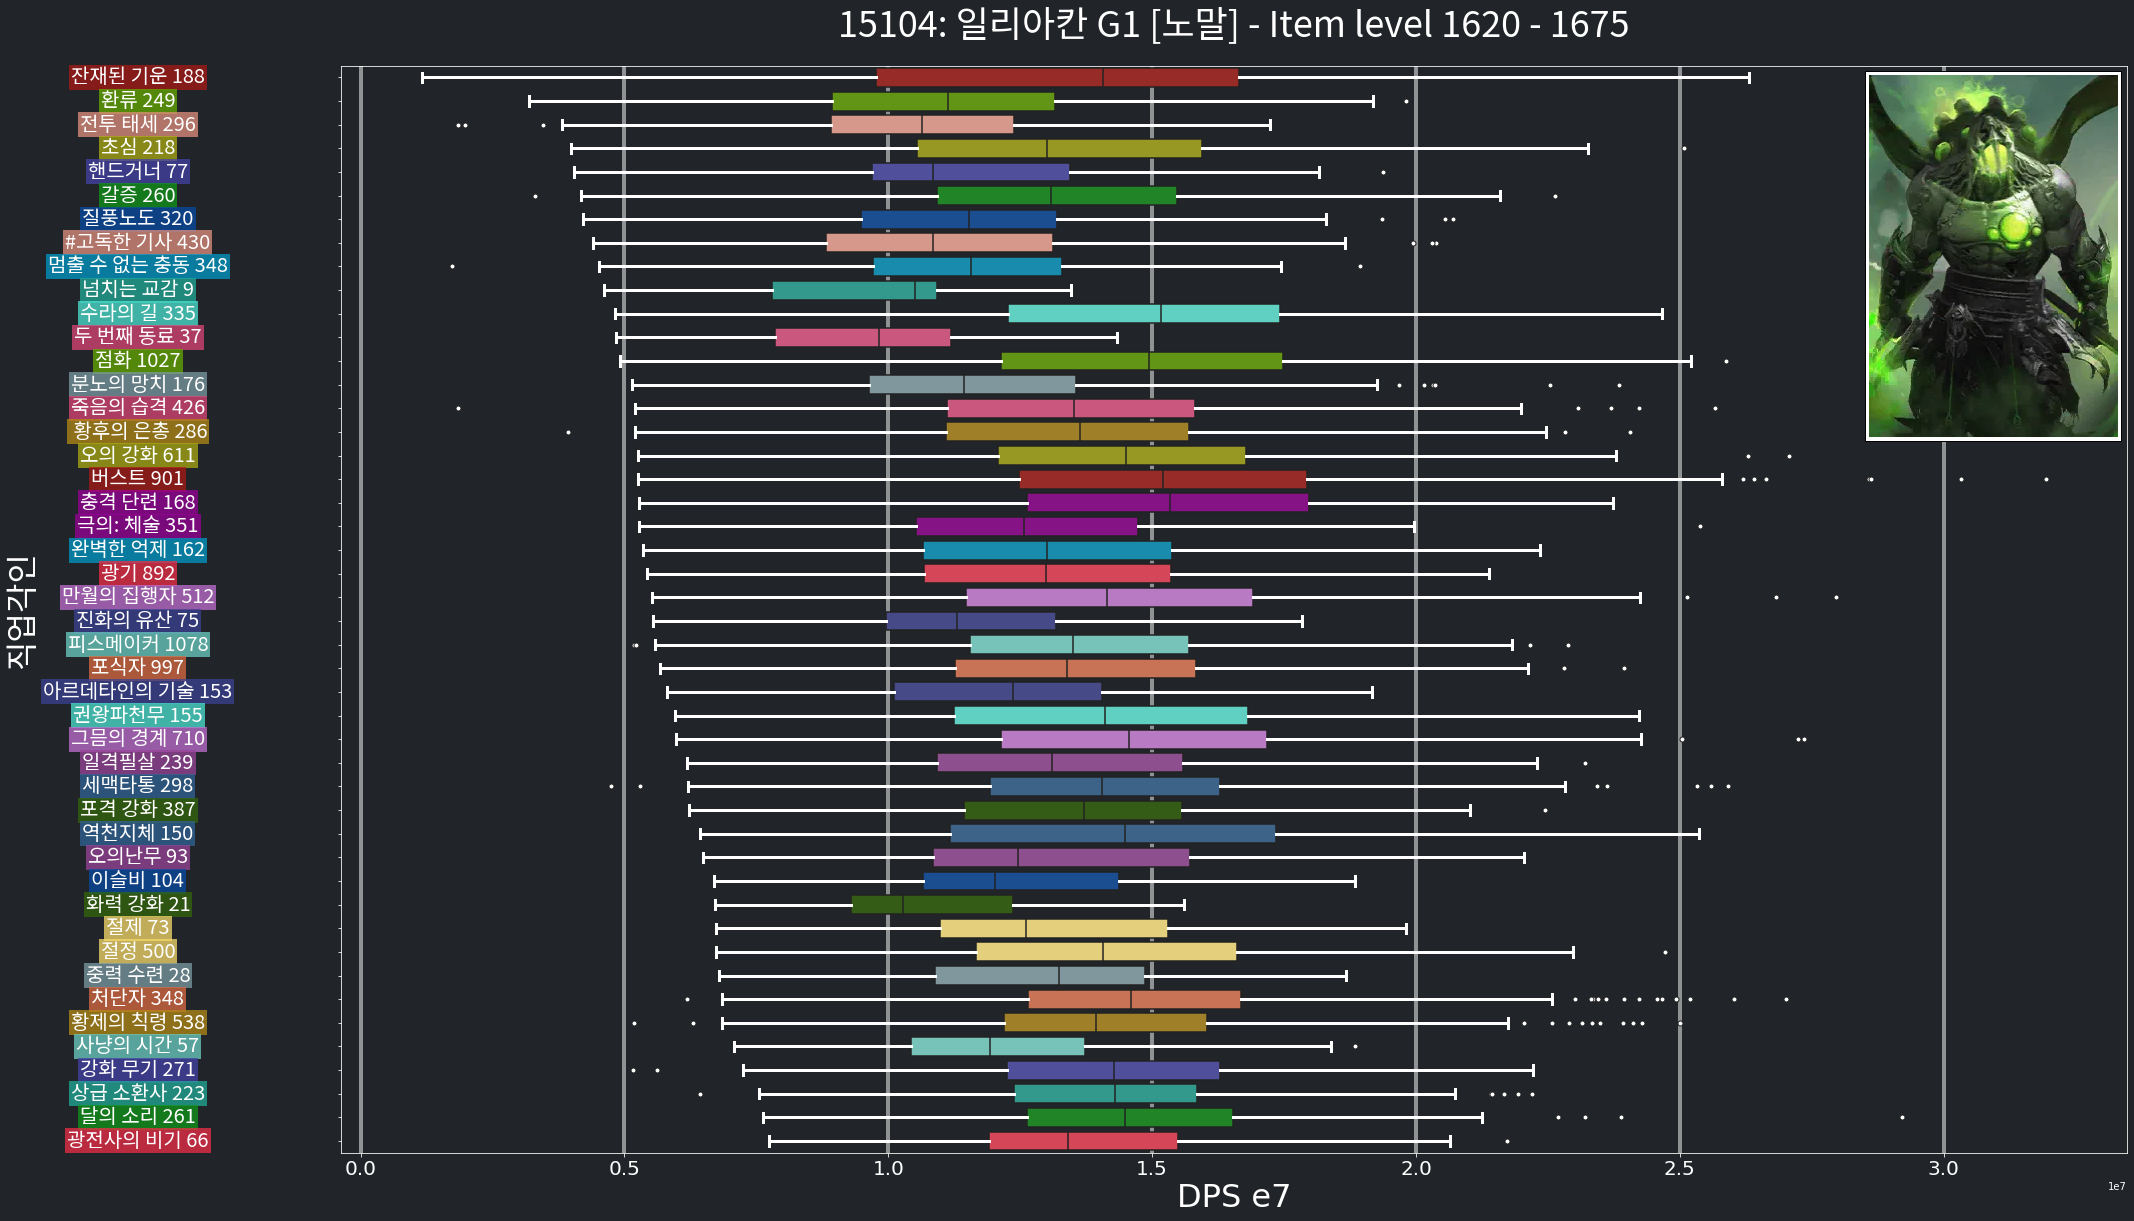 15104: 일리아칸 G1 [노말] - Item level 1620 - 1675
직업각인
잔재된 기운 188
환류 249
전투 태세 296
초심 218
핸드거너 77
갈증 260
질풍노도 320
#고독한 기사 430
멈출 수 없는 충동 348
넘치는 교감 9
수라의 길 335
두 번째 동료 37
점화 1027
분노의 망치 176
죽음의 습격 426
황후의 은총 286
오의 강화 611
버스트 901
충격 단련 168
극의: 체술 351
완벽한 억제 162
광기 892
만월의 집행자 512
진화의 유산 75
피스메이커 1078
포식자 997
아르데타인의 기술 153
권왕파천무 155
그믐의 경계 710
일격필살 239
세맥타통 298
포격 강화 387
역천지체 150
오의난무 93
이슬비 104
화력 강화 21
절제 73
절정 500
중력 수련 28
처단자 348
황제의 칙령 538
사냥의 시간 57
강화 무기 271
상급 소환사 223
달의 소리 261
광전사의 비기 66
0.0 0.5 1.0 1.5 2.0 2.5 3.0
1e7
DPS e7